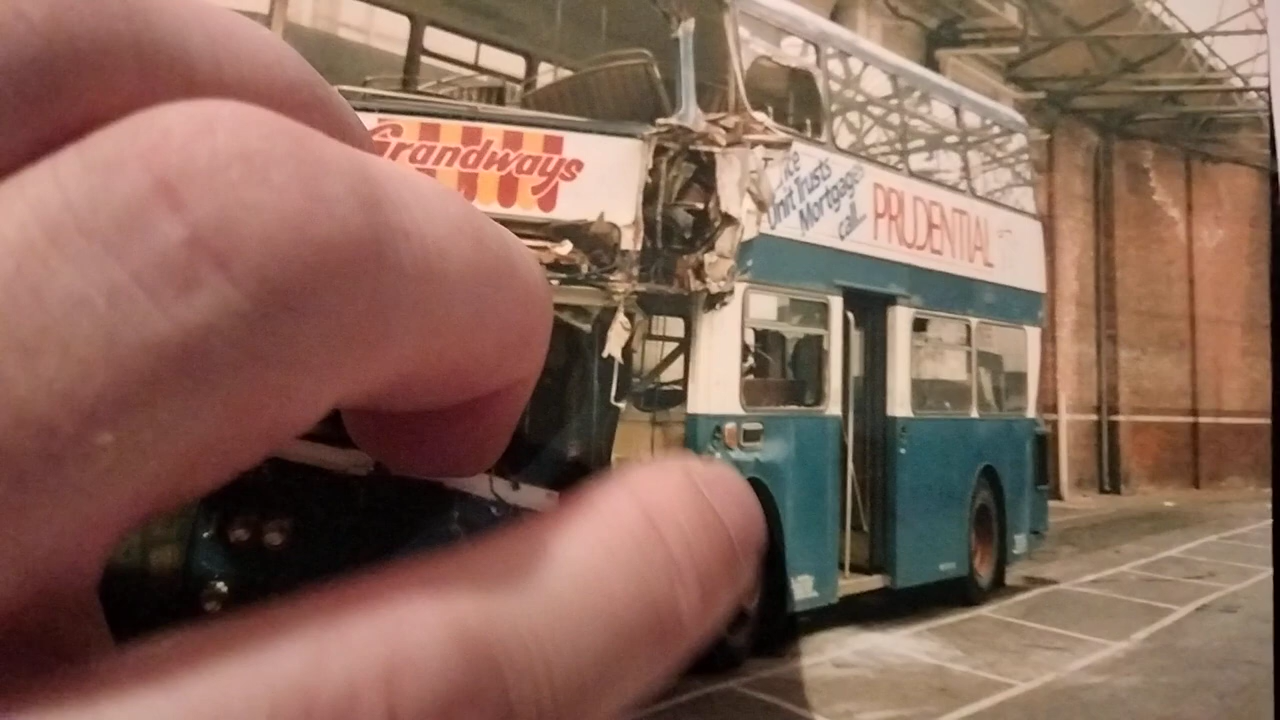 Grandways
Unit Trusts
Mortgages
call...
PRUDENTIAL